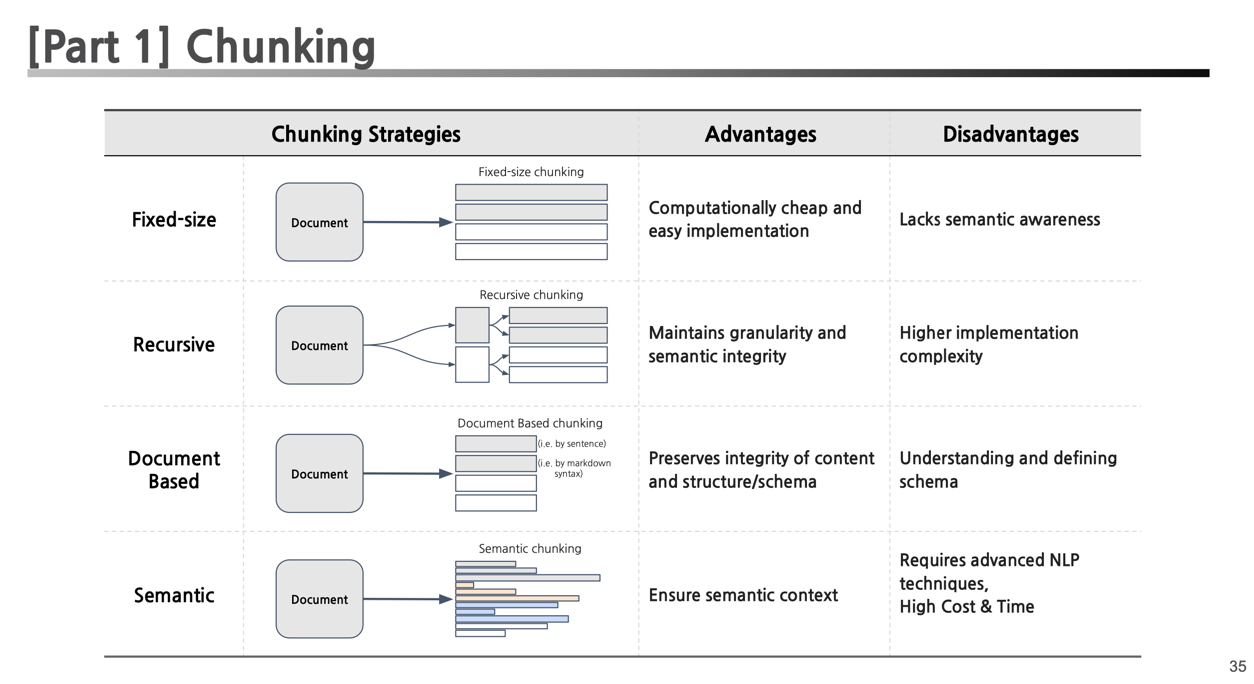 [Part 1] Chunking
Chunking Strategies
Advantages
Disadvantages
Fixed-size
Document
Fixed-size chunking
Computationally cheap and
easy implementation
Lacks semantic awareness
Recursive
Document
Recursive chunking
Maintains granularity and
semantic integrity
Higher implementation
complexity
Document
Based
Document
Document Based chunking
(i.e. by sentence)
(i.e. by markdown
syntax)
Preserves integrity of content
and structure/schema
Understanding and defining
schema
Semantic
Document
Semantic chunking
Ensure semantic context
Requires advanced NLP
techniques,
High Cost & Time
35